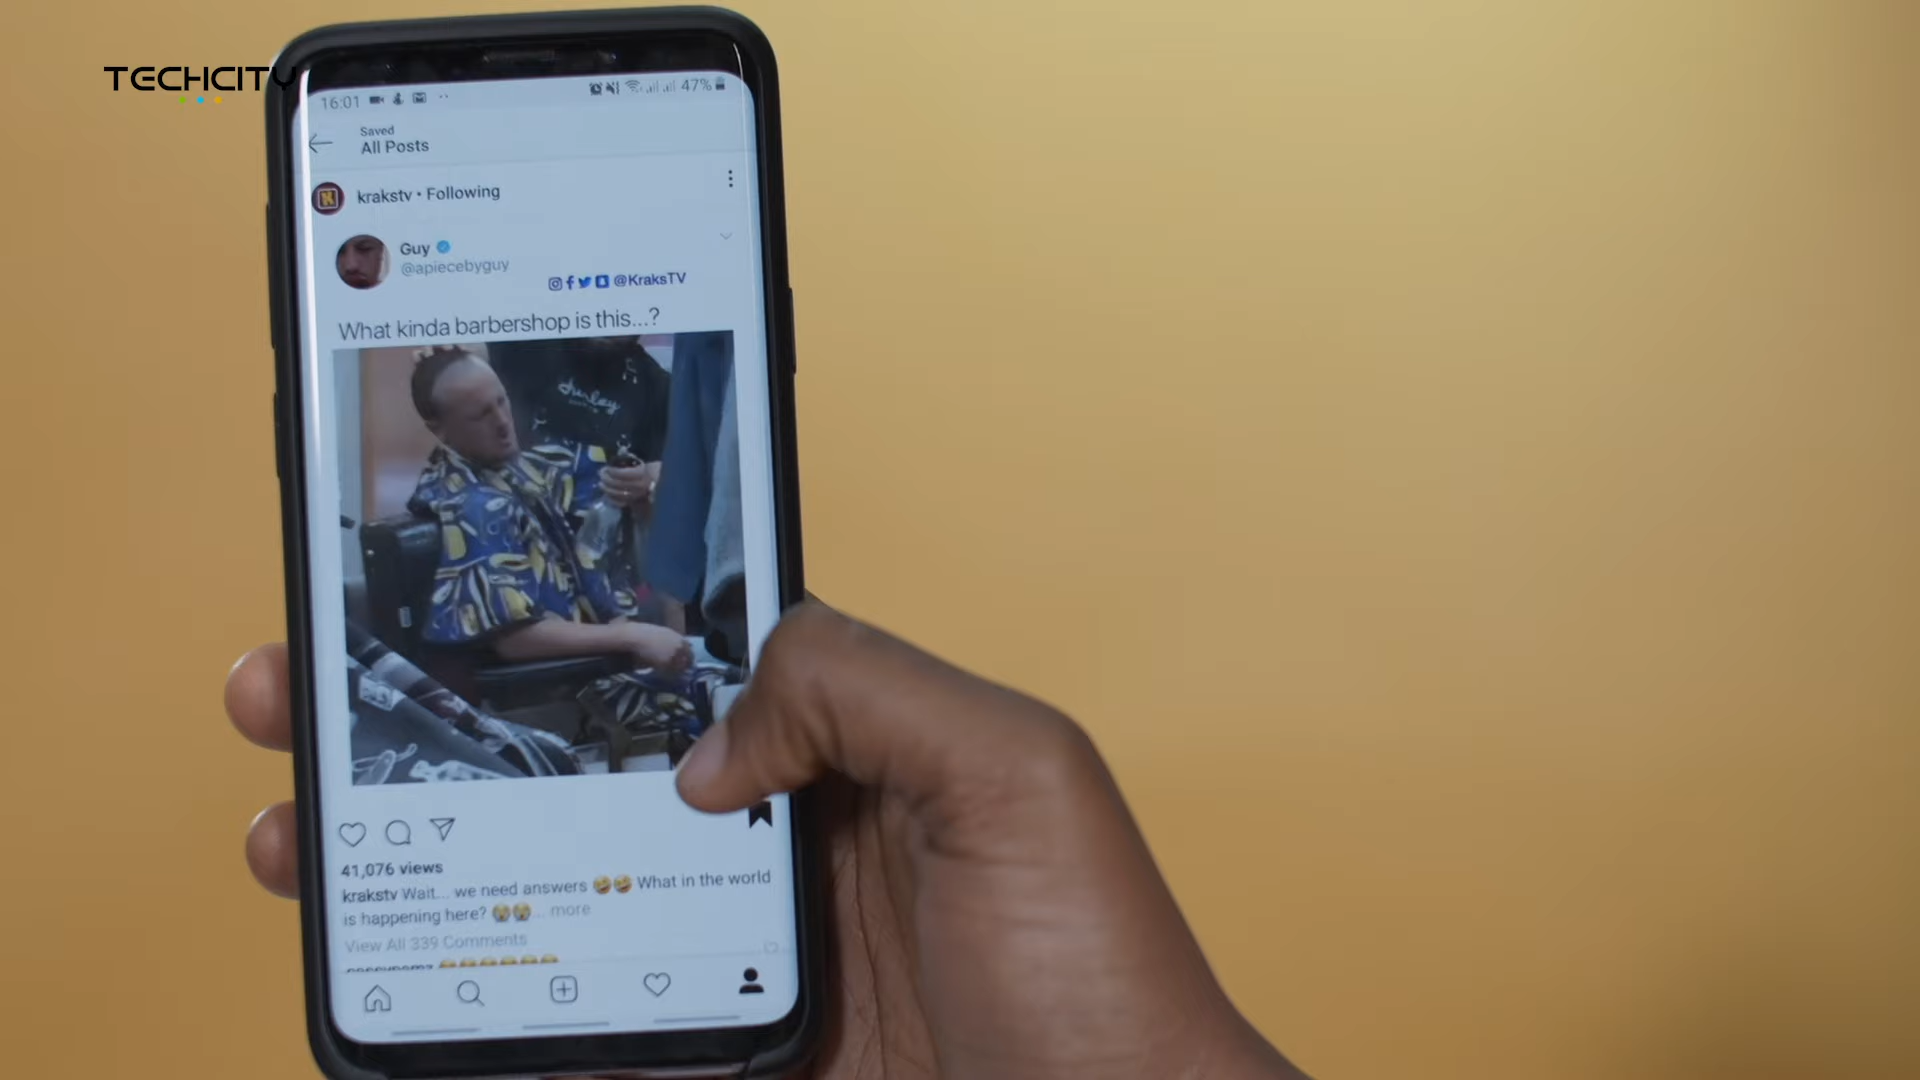 TECHCITY
16:01
47%
Saved
All Posts
krakstv • Following
Guy
@apiecebyguy
@KraksTV
What kinda barbershop is this...?
41,076 views
krakstv Wait... we need answers 🤣🤣 What in the world
is happening here? 😭😭... more
View All 339 Comments